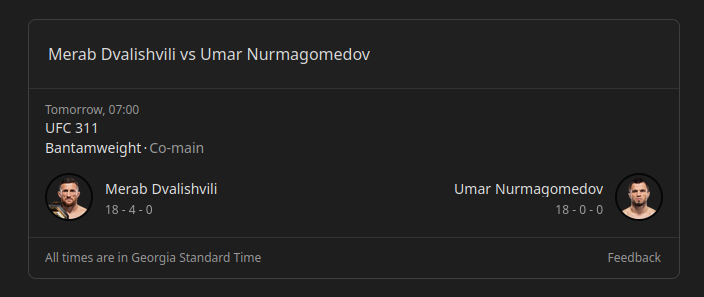 Merab Dvalishvili vs Umar Nurmagomedov
Tomorrow, 07:00
UFC 311
Bantamweight · Co-main
Merab Dvalishvili
18 - 4 - 0
Umar Nurmagomedov
18 - 0 - 0
All times are in Georgia Standard Time
Feedback